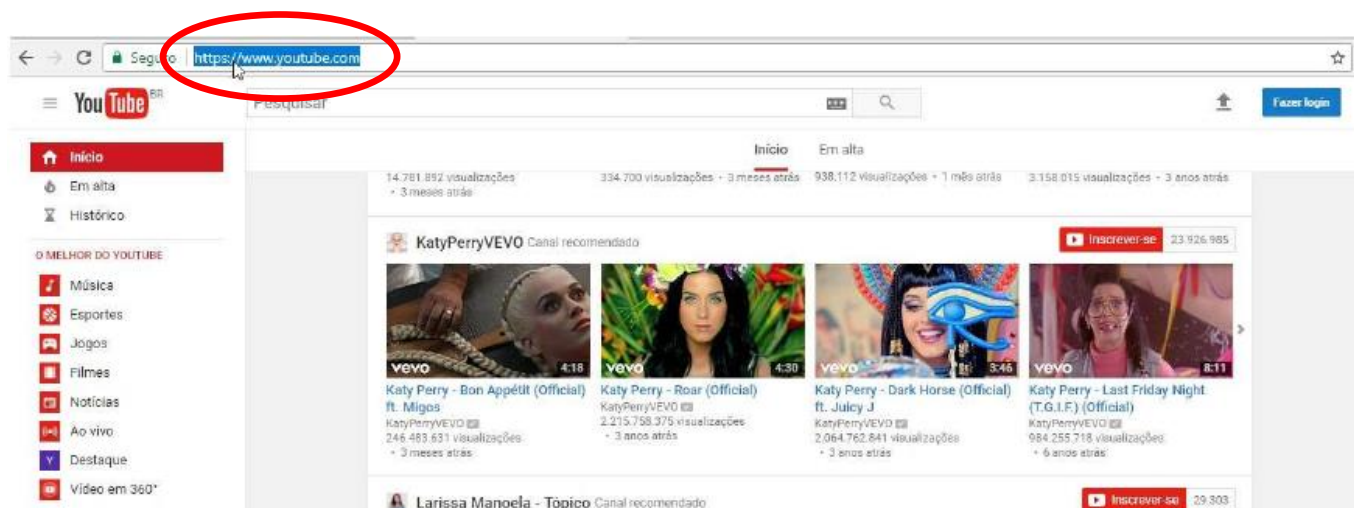 Seguro https://www.youtube.com
YouTube BR
Pesquisar
Fazer login
Início
Em alta
Início
Em alta
Histórico
O MELHOR DO YOUTUBE
Música
Esportes
Jogos
Filmes
Notícias
Ao vivo
Destaque
Vídeo em 360°
14.781.892 visualizações
• 3 meses atrás
334.700 visualizações • 3 meses atrás
938.112 visualizações • 1 mês atrás
3.158.015 visualizações • 3 anos atrás
KatyPerryVEVO Canal recomendado
Inscrever-se 23.926.985
vevo 4:18
Katy Perry - Bon Appétit (Official)
ft. Migos
KatyPerryVEVO
246.483.631 visualizações
• 3 meses atrás
vevo 4:30
Katy Perry - Roar (Official)
KatyPerryVEVO
2.215.758.375 visualizações
• 3 anos atrás
vevo 3:46
Katy Perry - Dark Horse (Official)
ft. Juicy J
KatyPerryVEVO
2.064.762.841 visualizações
• 3 anos atrás
vevo 8:11
Katy Perry - Last Friday Night
(T.G.I.F.) (Official)
KatyPerryVEVO
984.255.718 visualizações
• 6 anos atrás
Larissa Manoela - Tópico Canal recomendado
Inscrever-se 29.303